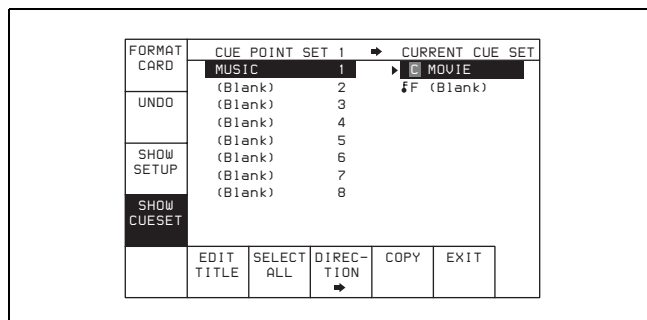 FORMAT
CARD
UNDO
SHOW
SETUP
SHOW
CUESET
CUE POINT SET 1 ➡ CURRENT CUE SET
MUSIC 1 ▶ C MOVIE
(Blank) 2 F (Blank)
(Blank) 3
(Blank) 4
(Blank) 5
(Blank) 6
(Blank) 7
(Blank) 8
EDIT
TITLE
SELECT
ALL
DIREC-
TION
➡
COPY
EXIT